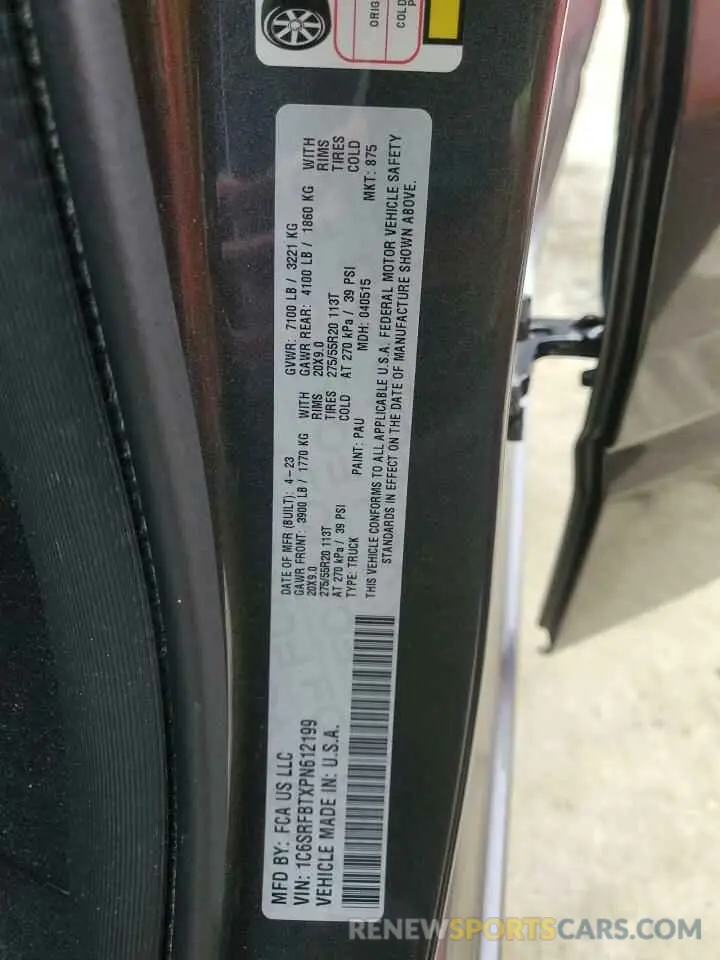 ORIG
COLD
P
MFD BY: FCA US LLC
VIN: 1C6SRFBTXPN612199
VEHICLE MADE IN: U.S.A.
DATE OF MFR (BUILT): 4-23
GAWR FRONT: 3900 LB / 1770 KG WITH
20X9.0 RIMS
275/55R20 113T TIRES
AT 270 kPa / 39 PSI COLD
TYPE: TRUCK PAINT: PAU
GVWR: 7100 LB / 3221 KG
GAWR REAR: 4100 LB / 1860 KG WITH
20X9.0 RIMS
275/55R20 113T TIRES
AT 270 kPa / 39 PSI COLD
MDH: 040515 MKT: 875
THIS VEHICLE CONFORMS TO ALL APPLICABLE U.S.A. FEDERAL MOTOR VEHICLE SAFETY
STANDARDS IN EFFECT ON THE DATE OF MANUFACTURE SHOWN ABOVE.
RENEWSPORTSCARS.COM